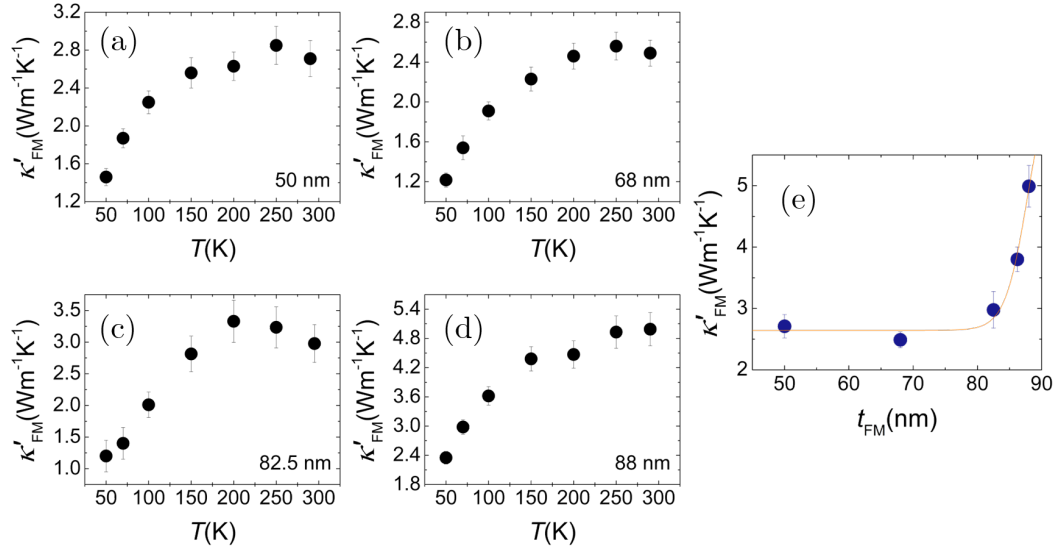 (a)
3.2
2.8
2.4
2.0
1.6
1.2
κ′FM(Wm⁻¹K⁻¹)
50 nm
50 100 150 200 250 300
T(K)
(b)
2.8
2.4
2.0
1.6
1.2
κ′FM(Wm⁻¹K⁻¹)
68 nm
50 100 150 200 250 300
T(K)
(c)
3.5
3.0
2.5
2.0
1.5
1.0
κ′FM(Wm⁻¹K⁻¹)
82.5 nm
50 100 150 200 250 300
T(K)
(d)
5.4
4.8
4.2
3.6
3.0
2.4
1.8
κ′FM(Wm⁻¹K⁻¹)
88 nm
50 100 150 200 250 300
T(K)
(e)
5
4
3
2
κ′FM(Wm⁻¹K⁻¹)
50 60 70 80 90
tFM(nm)